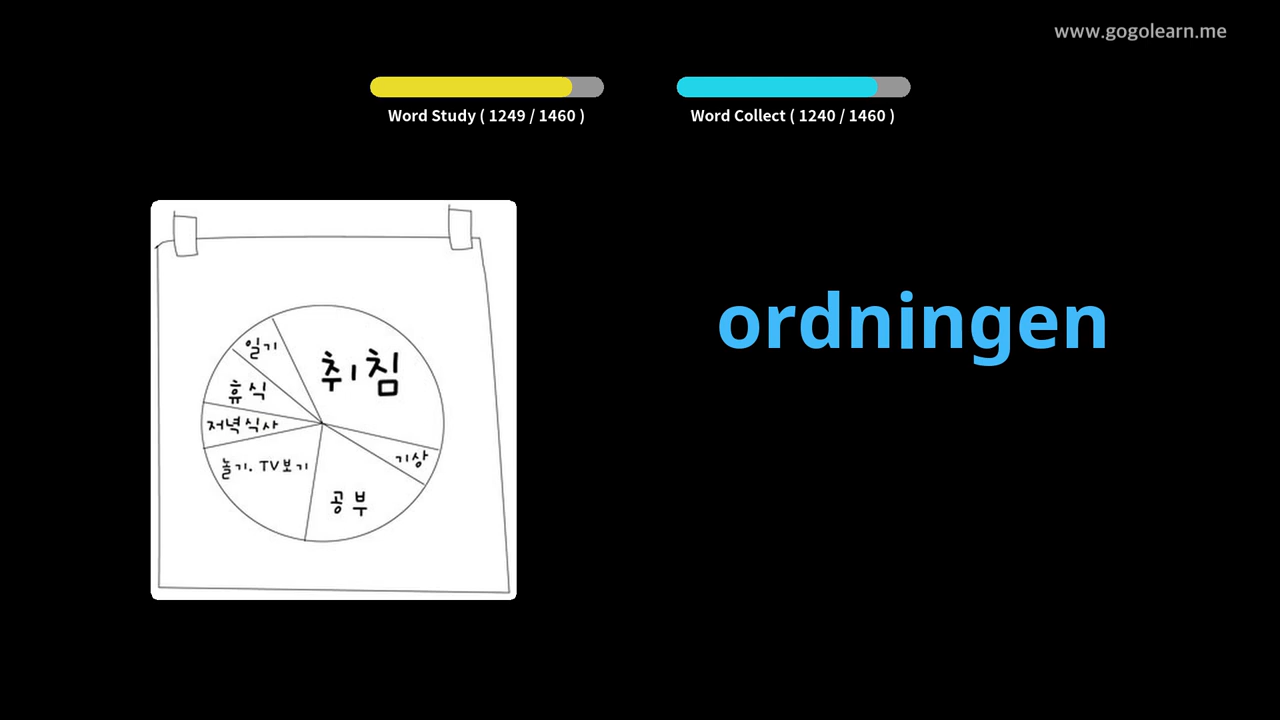 www.gogolearn.me
Word Study ( 1249 / 1460 )
Word Collect ( 1240 / 1460 )
일기
취침
휴식
저녁식사
놀기. TV보기
기상
공부
ordningen